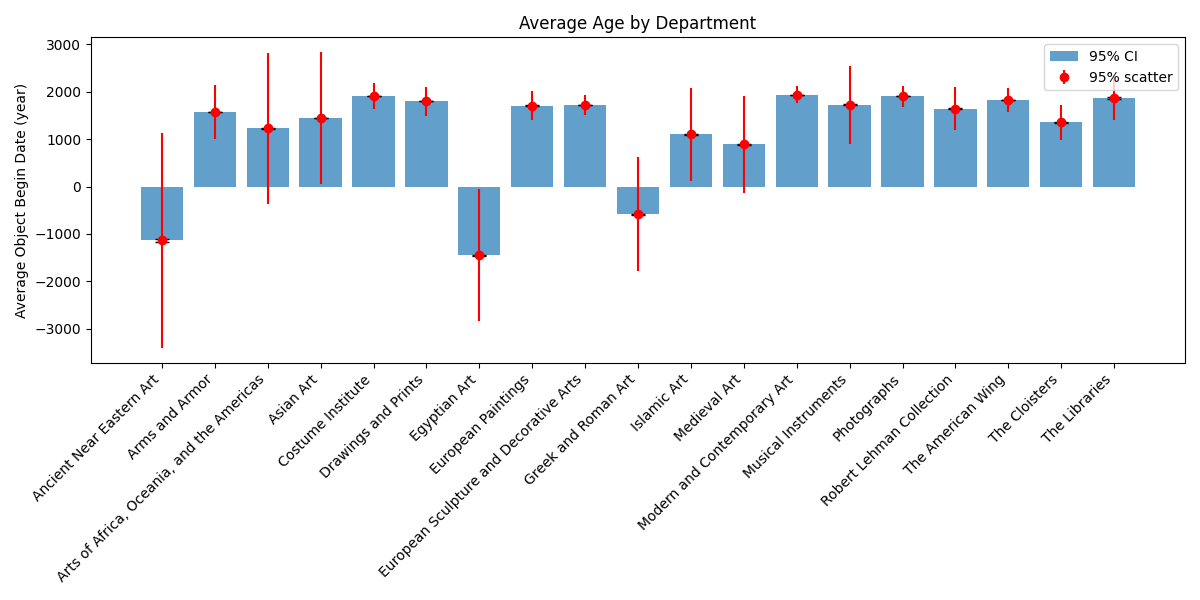 Average Age by Department
Average Object Begin Date (year)
3000
2000
1000
0
−1000
−2000
−3000
95% CI
95% scatter
Ancient Near Eastern Art
Arms and Armor
Arts of Africa, Oceania, and the Americas
Asian Art
Costume Institute
Drawings and Prints
Egyptian Art
European Paintings
European Sculpture and Decorative Arts
Greek and Roman Art
Islamic Art
Medieval Art
Modern and Contemporary Art
Musical Instruments
Photographs
Robert Lehman Collection
The American Wing
The Cloisters
The Libraries